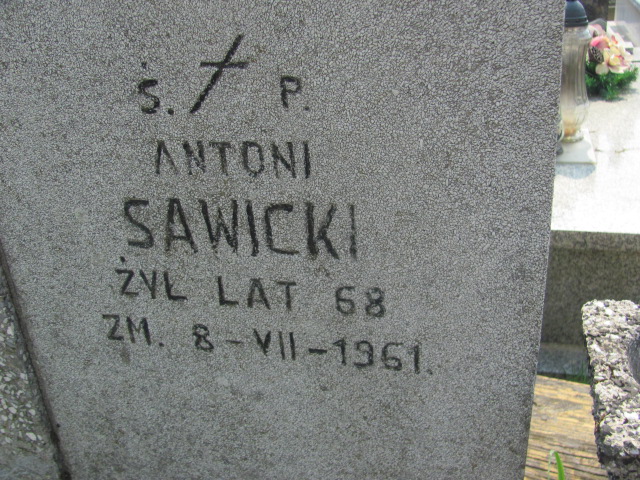 Ś. P.
ANTONI
SAWICKI
ŻYŁ LAT 68
ZM. 8-VII-1961.